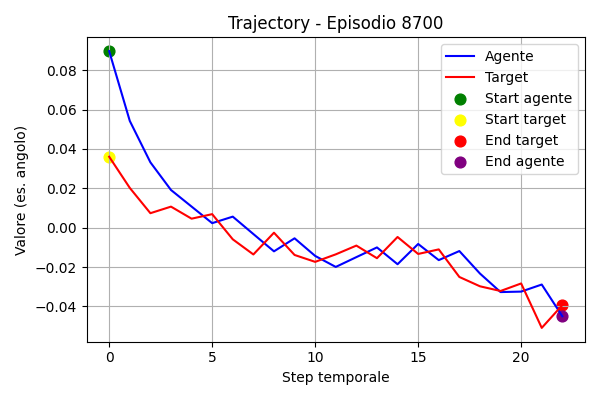 Trajectory - Episodio 8700
Valore (es. angolo)
0.08
0.06
0.04
0.02
0.00
−0.02
−0.04
0
5
10
15
20
Step temporale
Agente
Target
Start agente
Start target
End target
End agente